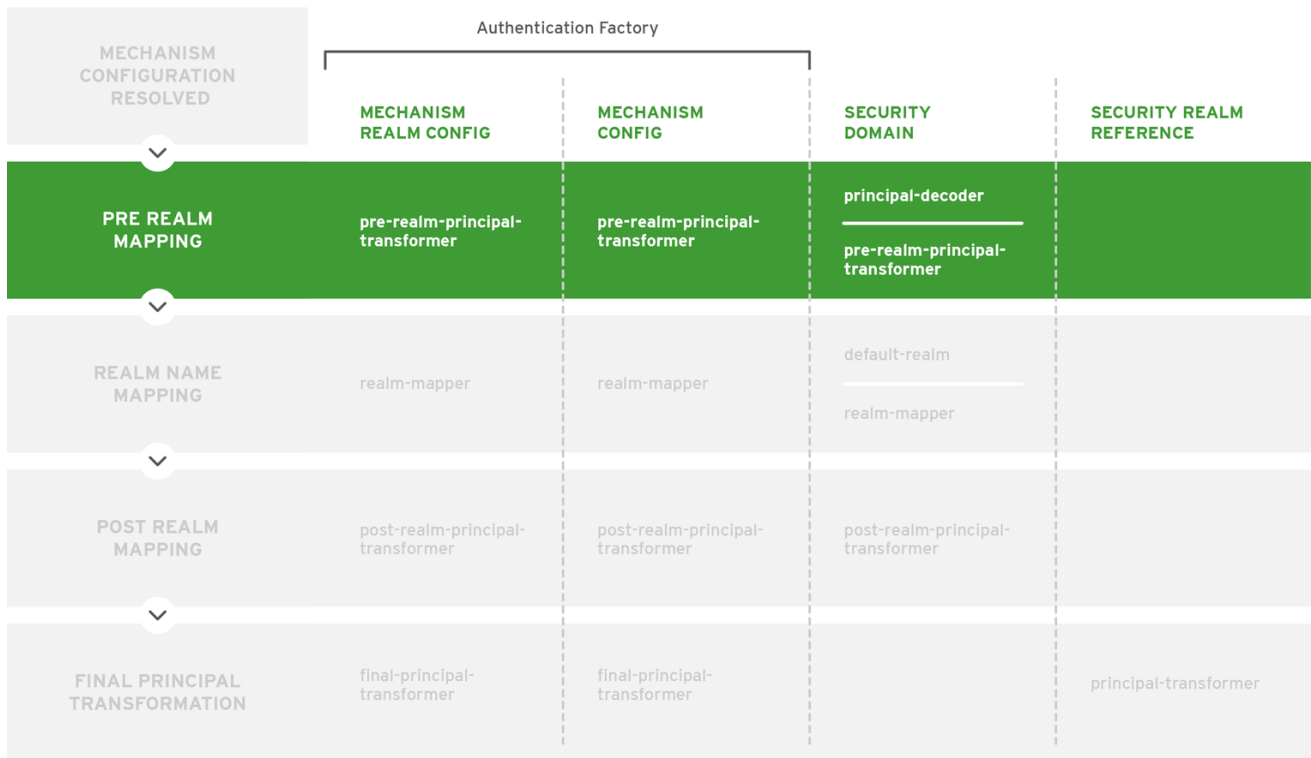 Authentication Factory
MECHANISM
CONFIGURATION
RESOLVED
MECHANISM
REALM CONFIG
MECHANISM
CONFIG
SECURITY
DOMAIN
SECURITY REALM
REFERENCE
PRE REALM
MAPPING
pre-realm-principal-
transformer
pre-realm-principal-
transformer
principal-decoder
pre-realm-principal-
transformer
REALM NAME
MAPPING
realm-mapper
realm-mapper
default-realm
realm-mapper
POST REALM
MAPPING
post-realm-principal-
transformer
post-realm-principal-
transformer
post-realm-principal-
transformer
FINAL PRINCIPAL
TRANSFORMATION
final-principal-
transformer
final-principal-
transformer
principal-transformer